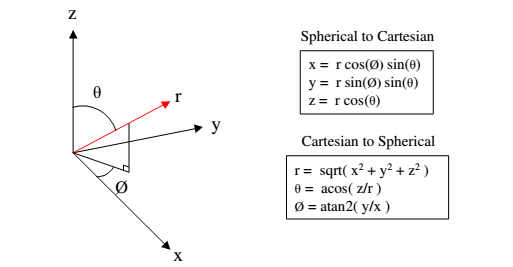 z
θ
r
y
Ø
x
Spherical to Cartesian
x = r cos(Ø) sin(θ)
y = r sin(Ø) sin(θ)
z = r cos(θ)
Cartesian to Spherical
r = sqrt( x² + y² + z² )
θ = acos( z/r )
Ø = atan2( y/x )